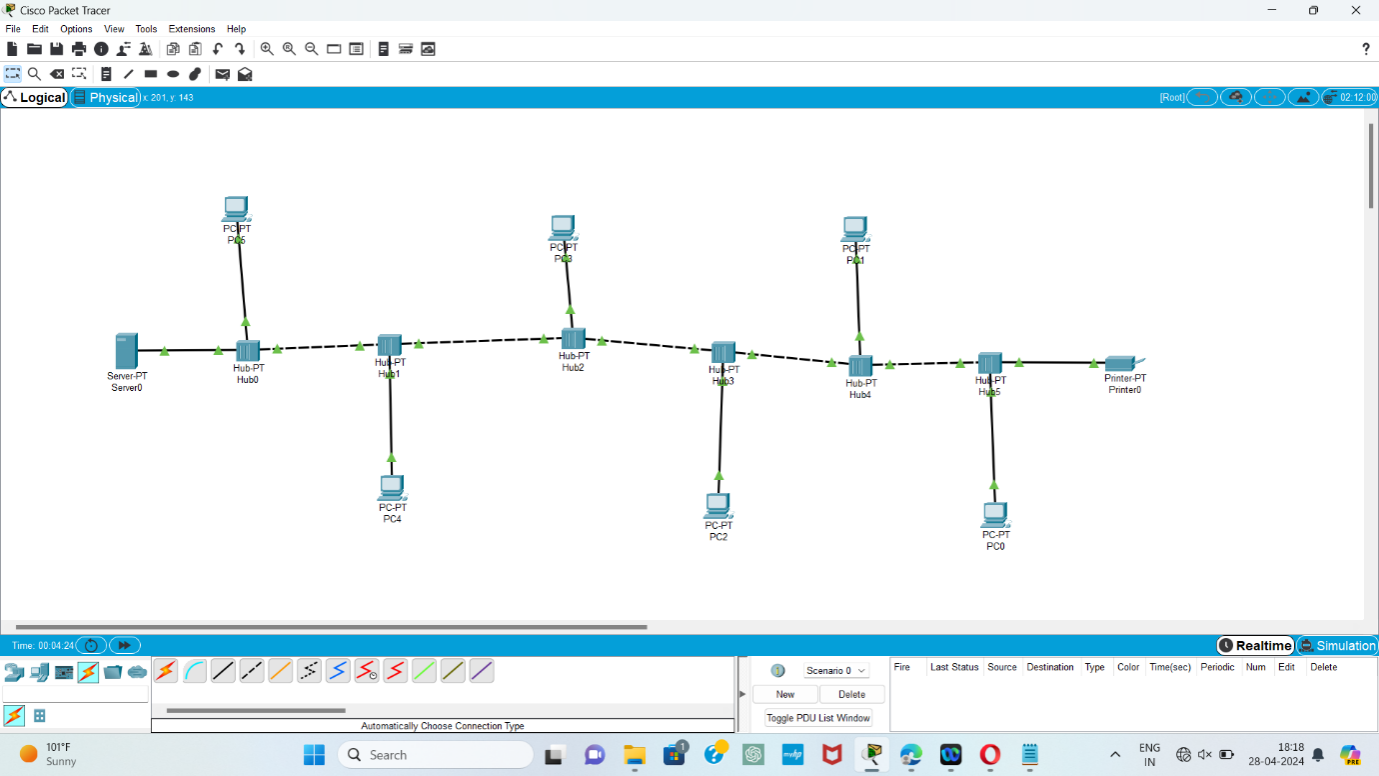 Cisco Packet Tracer
File Edit Options View Tools Extensions Help
?
Logical Physical x: 201, y: 143 [Root] 02:12:00
PC-PT
PC5
PC-PT
PC3
PC-PT
PC1
Server-PT
Server0
Hub-PT
Hub0
Hub-PT
Hub1
Hub-PT
Hub2
Hub-PT
Hub3
Hub-PT
Hub4
Hub-PT
Hub5
Printer-PT
Printer0
PC-PT
PC4
PC-PT
PC2
PC-PT
PC0
Time: 00:04:24 Realtime Simulation
Scenario 0
New Delete
Toggle PDU List Window
Fire Last Status Source Destination Type Color Time(sec) Periodic Num Edit Delete
Automatically Choose Connection Type
101°F
Sunny
Search
1
ENG
IN
18:18
28-04-2024
PRE